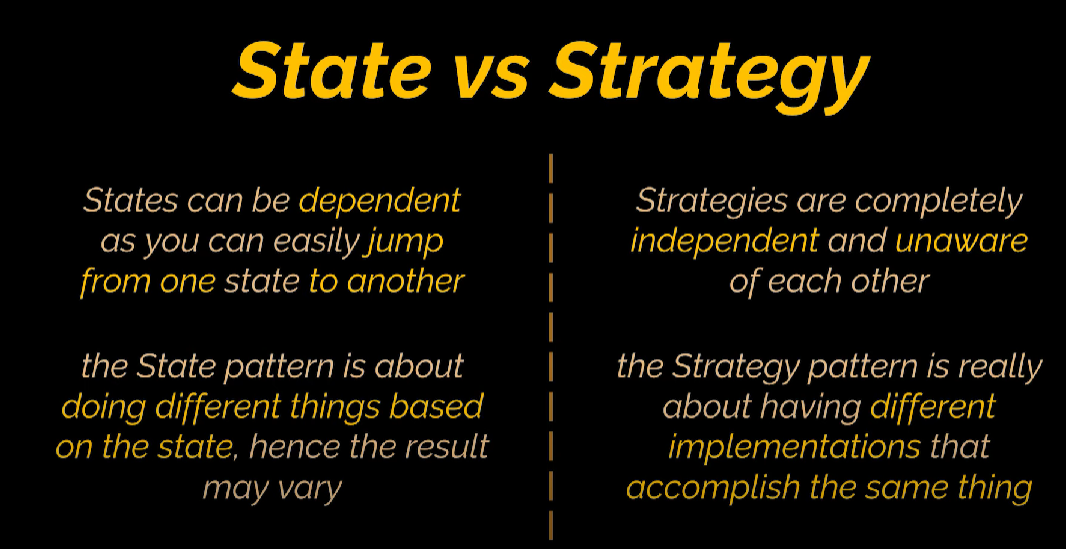 State vs Strategy
States can be dependent
as you can easily jump
from one state to another
the State pattern is about
doing different things based
on the state, hence the result
may vary
Strategies are completely
independent and unaware
of each other
the Strategy pattern is really
about having different
implementations that
accomplish the same thing